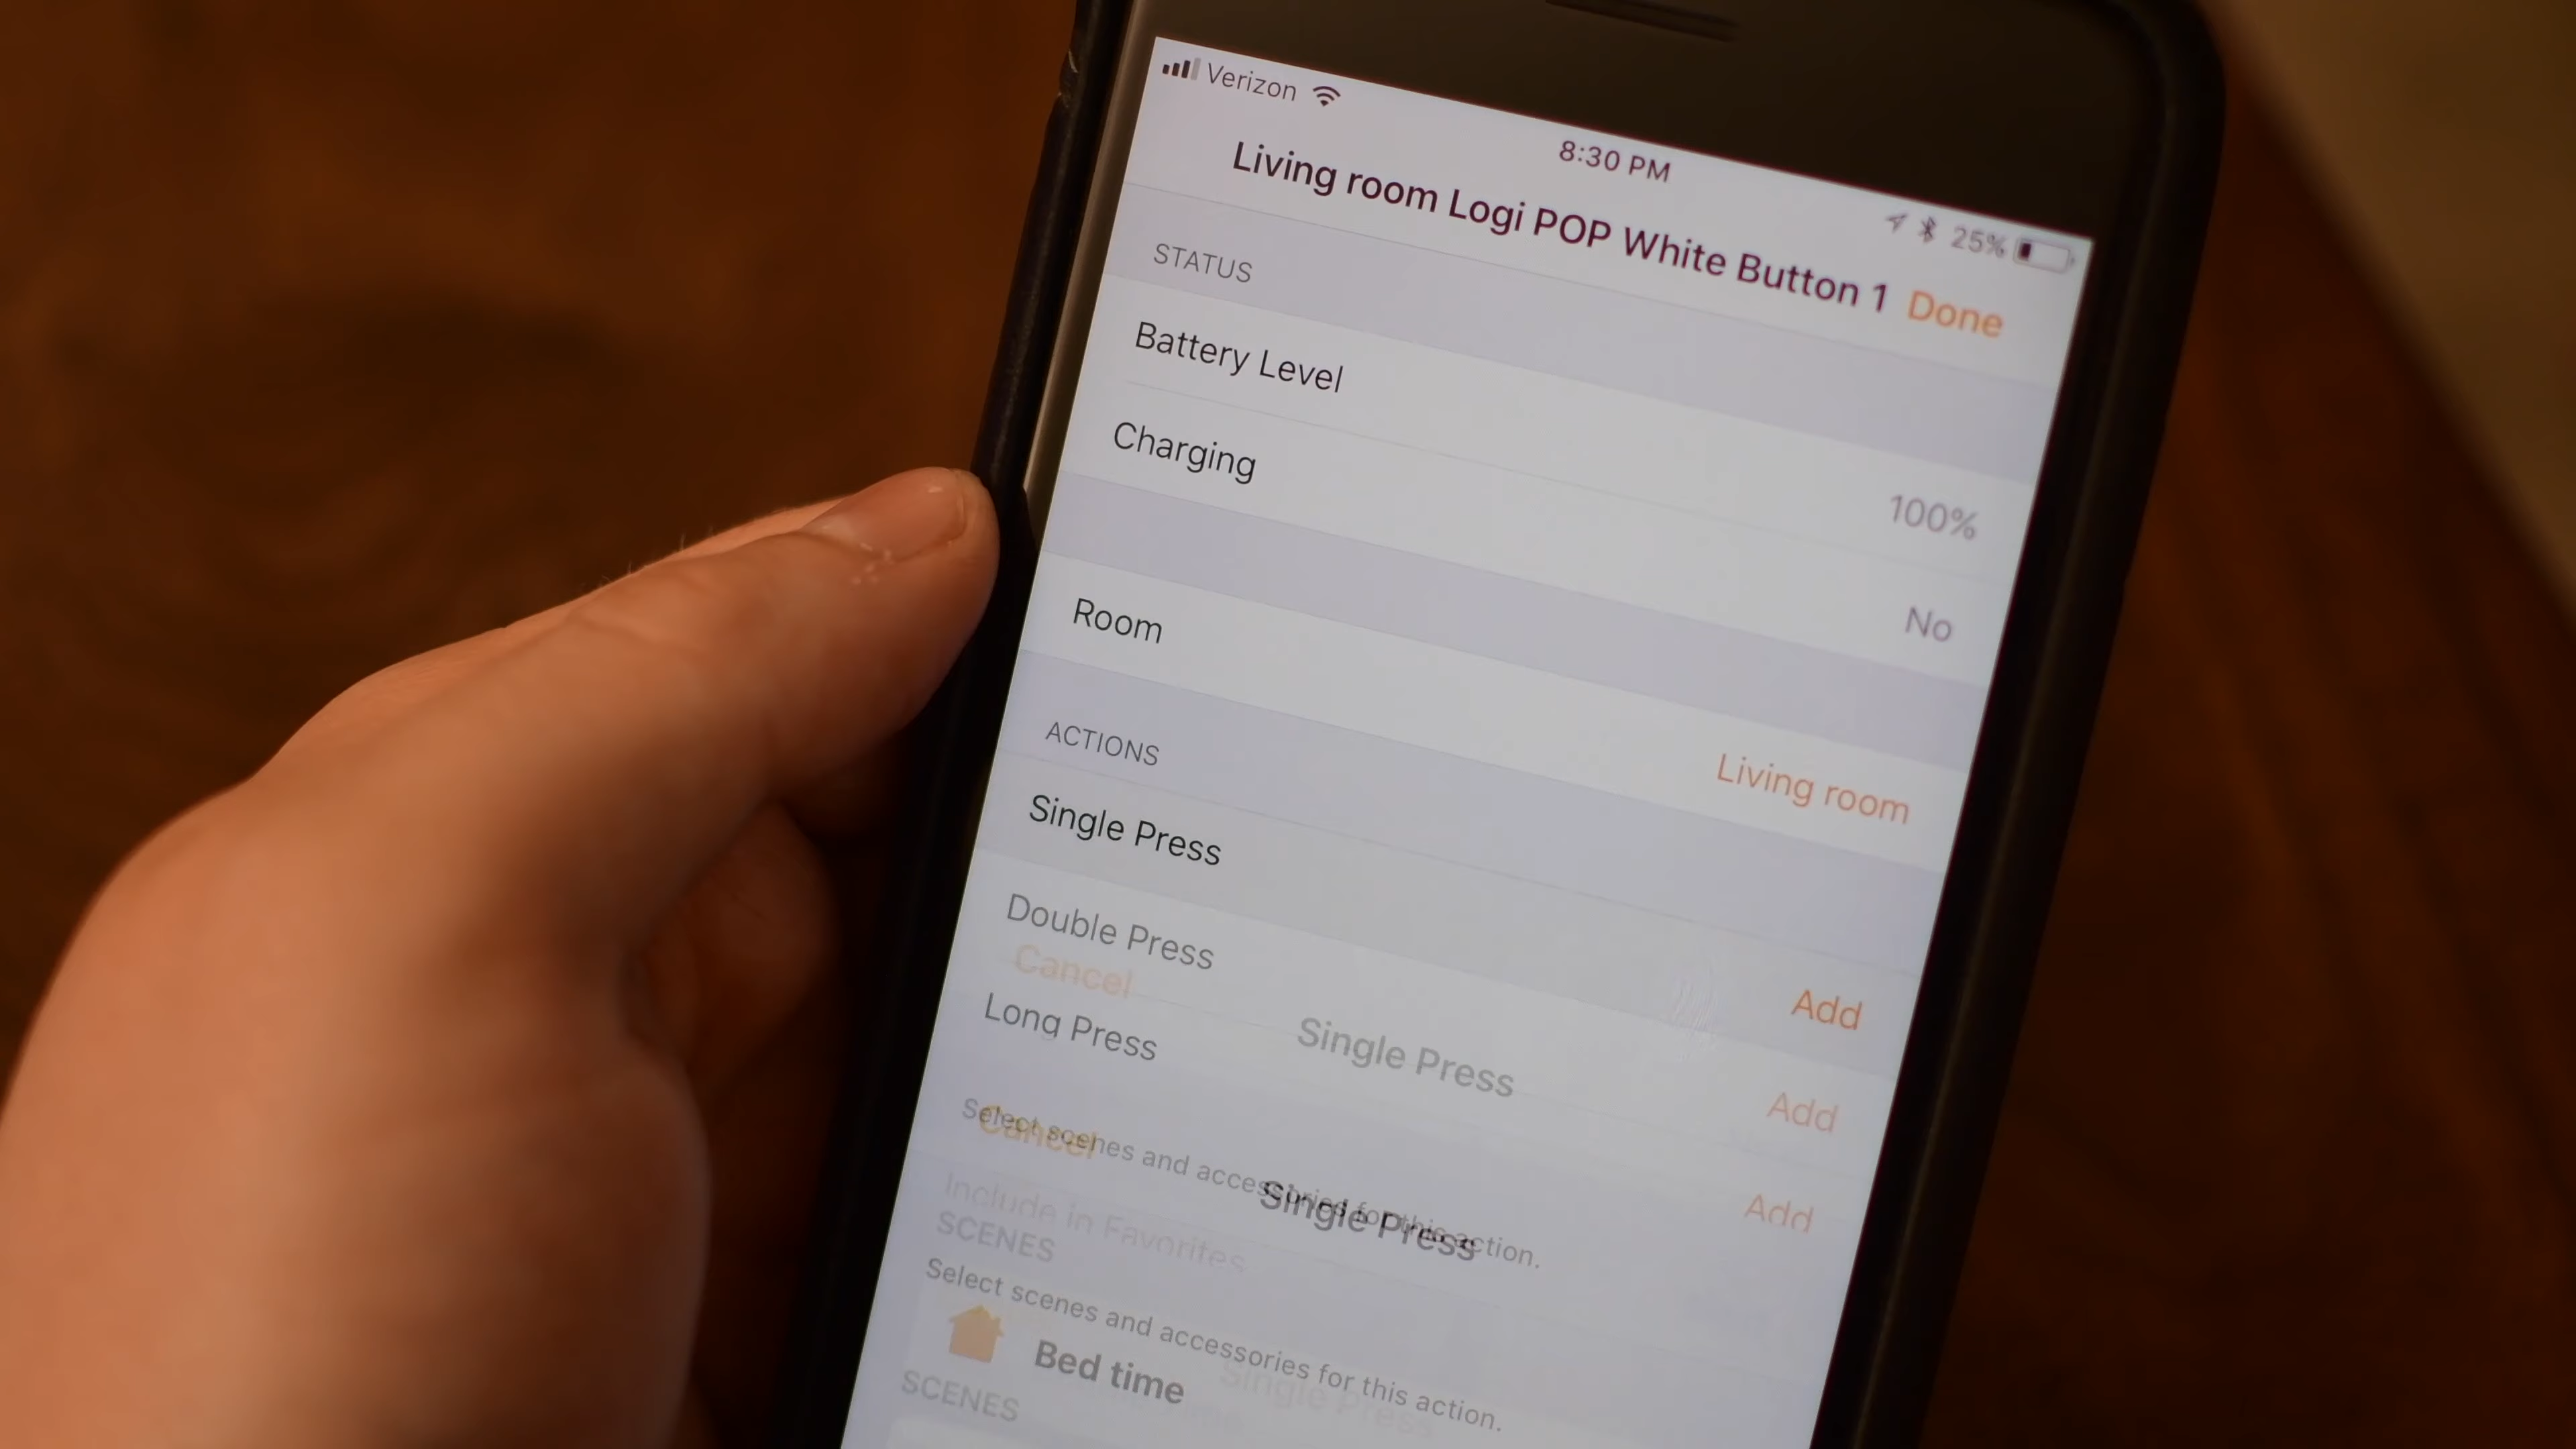 Verizon
8:30 PM
25%
Living room Logi POP White Button 1 Done
STATUS
Battery Level 100%
Charging No
Room Living room
ACTIONS
Single Press Add
Double Press Add
Cancel
Single Press
Long Press Add
Select scenes and accessories for this action.
Cancel
Single Press
Include in Favorites
SCENES
Select scenes and accessories for this action.
Bed time
Single Press
SCENES